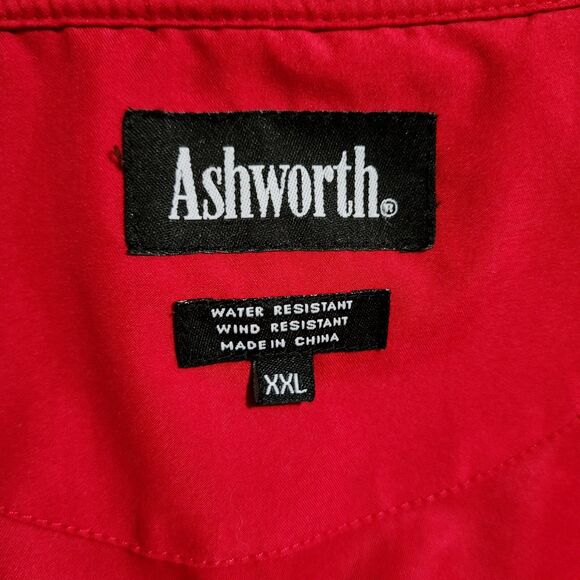 Ashworth®
WATER RESISTANT
WIND RESISTANT
MADE IN CHINA
XXL